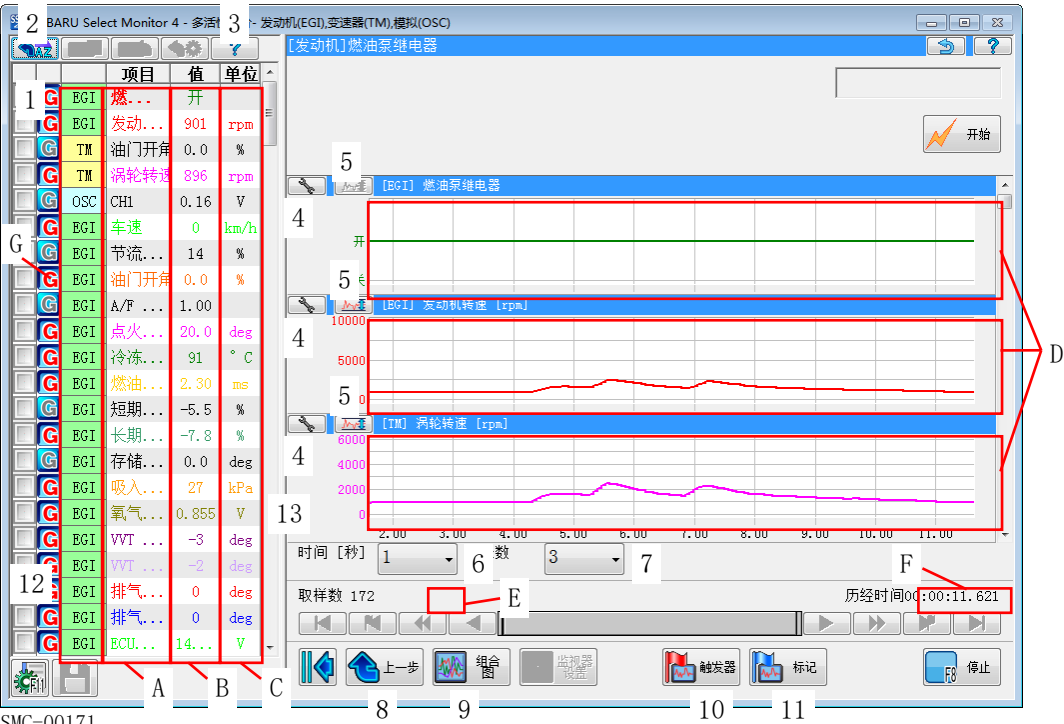 BARU Select Monitor 4 - 多活
- 发动机(EGI),变速器(TM),模拟(OSC)
2
3
[发动机]燃油泵继电器
?
AZ
?
项目 值 单位
1
G EGI 燃... 开
G EGI 发动... 901 rpm
G TM 油门开角 0.0 %
G TM 涡轮转速 896 rpm
G OSC CH1 0.16 V
G EGI 车速 0 km/h
G EGI 节流... 14 %
G EGI 油门开角 0.0 %
G EGI A/F ... 1.00
G EGI 点火... 20.0 deg
G EGI 冷冻... 91 °C
G EGI 燃油... 2.30 ms
G EGI 短期... -5.5 %
G EGI 长期... -7.8 %
G EGI 存储... 0.0 deg
G EGI 吸入... 27 kPa
G EGI 氧气... 0.855 V
G EGI VVT ... -3 deg
G EGI VVT ... -2 deg
G EGI 排气... 0 deg
G EGI 排气... 0 deg
G EGI ECU... 14... V
G
12
13
A B C
F11
开始
5
[EGI] 燃油泵继电器
4
开
5
[EGI] 发动机转速 [rpm]
10000
4
5000
0
5
D
[TM] 涡轮转速 [rpm]
6000
4
4000
2000
0
2.00 3.00 4.00 5.00 6.00 7.00 8.00 9.00 10.00 11.00
时间 [秒] 1 6 数 3 7
取样数 172 E
F
历经时间00:00:11.621
上一步
组合图
监视器设置
触发器
标记
F8 停止
8 9 10 11
SMC-00171